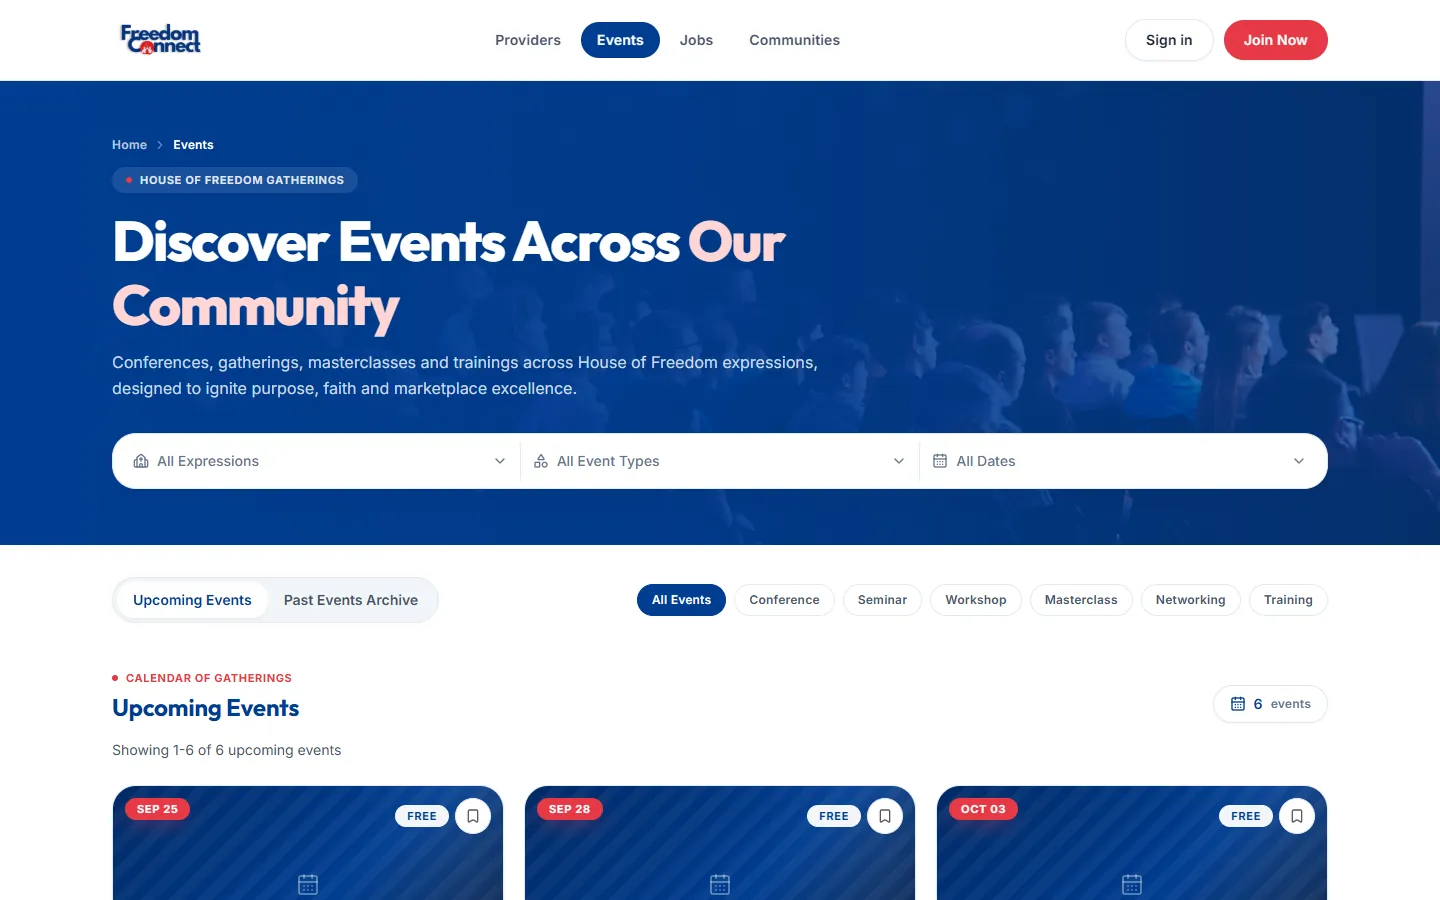 Freedom
Connect
Providers
Events
Jobs
Communities
Sign in
Join Now
Home
Events
HOUSE OF FREEDOM GATHERINGS
Discover Events Across Our
Community
Conferences, gatherings, masterclasses and trainings across House of Freedom expressions,
designed to ignite purpose, faith and marketplace excellence.
All Expressions
All Event Types
All Dates
Upcoming Events
Past Events Archive
All Events
Conference
Seminar
Workshop
Masterclass
Networking
Training
CALENDAR OF GATHERINGS
Upcoming Events
6 events
Showing 1-6 of 6 upcoming events
SEP 25
FREE
SEP 28
FREE
OCT 03
FREE